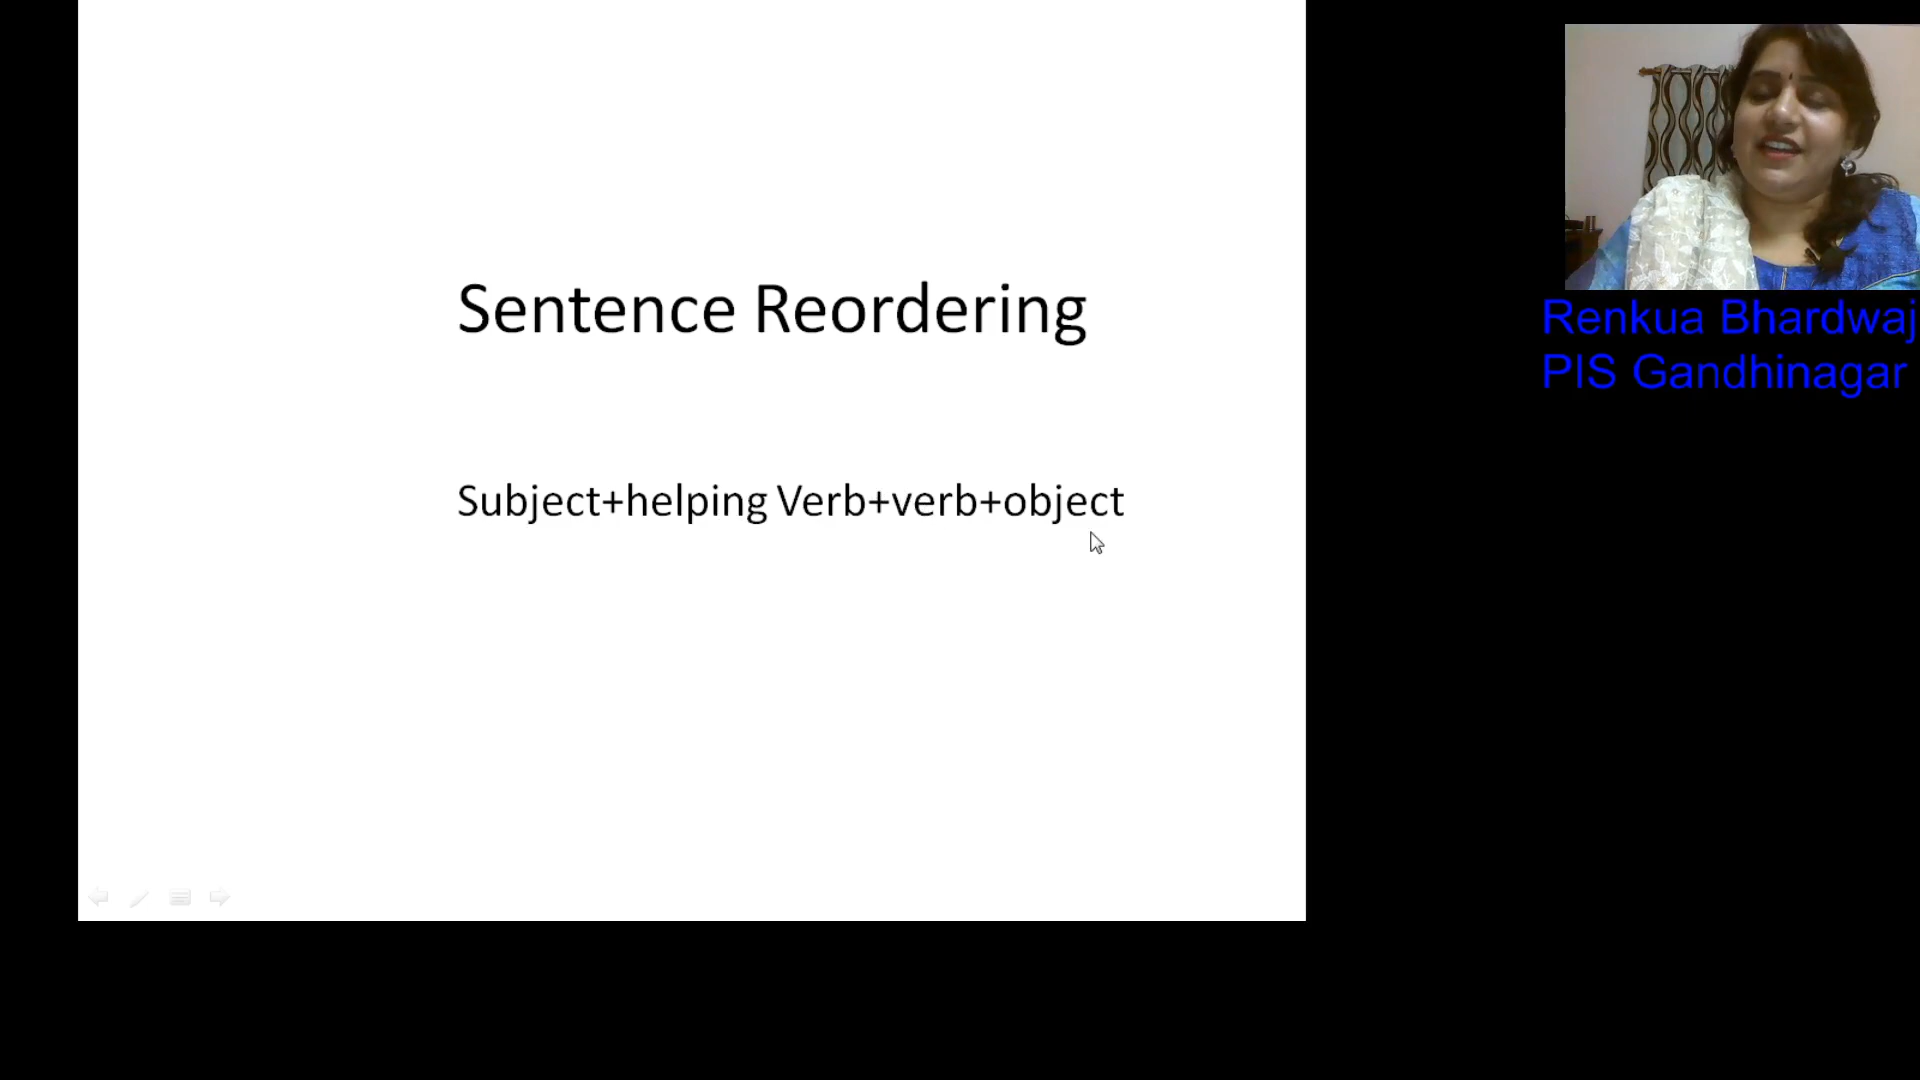 Sentence Reordering
Subject+helping Verb+verb+object
Renkua Bhardwaj
PIS Gandhinagar